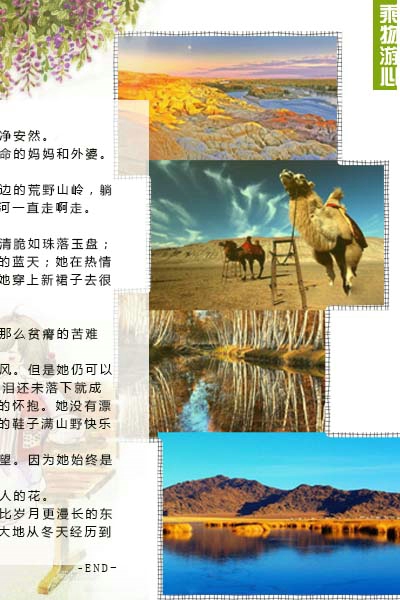 乘物游心
净安然。
命的妈妈和外婆。
边的荒野山岭，躺
河一直走啊走。
清脆如珠落玉盘；
的蓝天；她在热情
她穿上新裙子去很
那么贫瘠的苦难
风。但是她仍可以
泪还未落下就成
的怀抱。她没有漂
的鞋子满山野快乐
望。因为她始终是
人的花。
比岁月更漫长的东
大地从冬天经历到
-END-